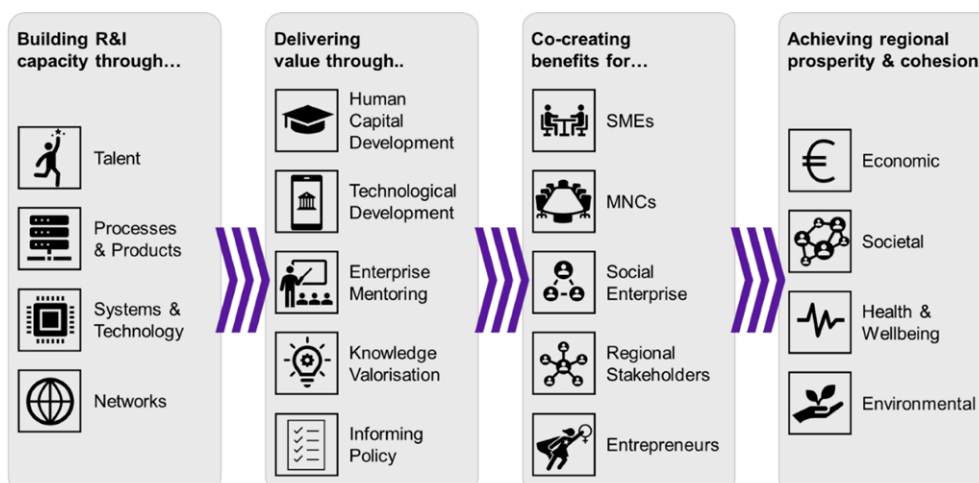 Building R&I
capacity through…
Talent
Processes
& Products
Systems &
Technology
Networks
Delivering
value through..
Human
Capital
Development
Technological
Development
Enterprise
Mentoring
Knowledge
Valorisation
Informing
Policy
Co-creating
benefits for…
SMEs
MNCs
Social
Enterprise
Regional
Stakeholders
Entrepreneurs
Achieving regional
prosperity & cohesion
€
Economic
Societal
Health &
Wellbeing
Environmental